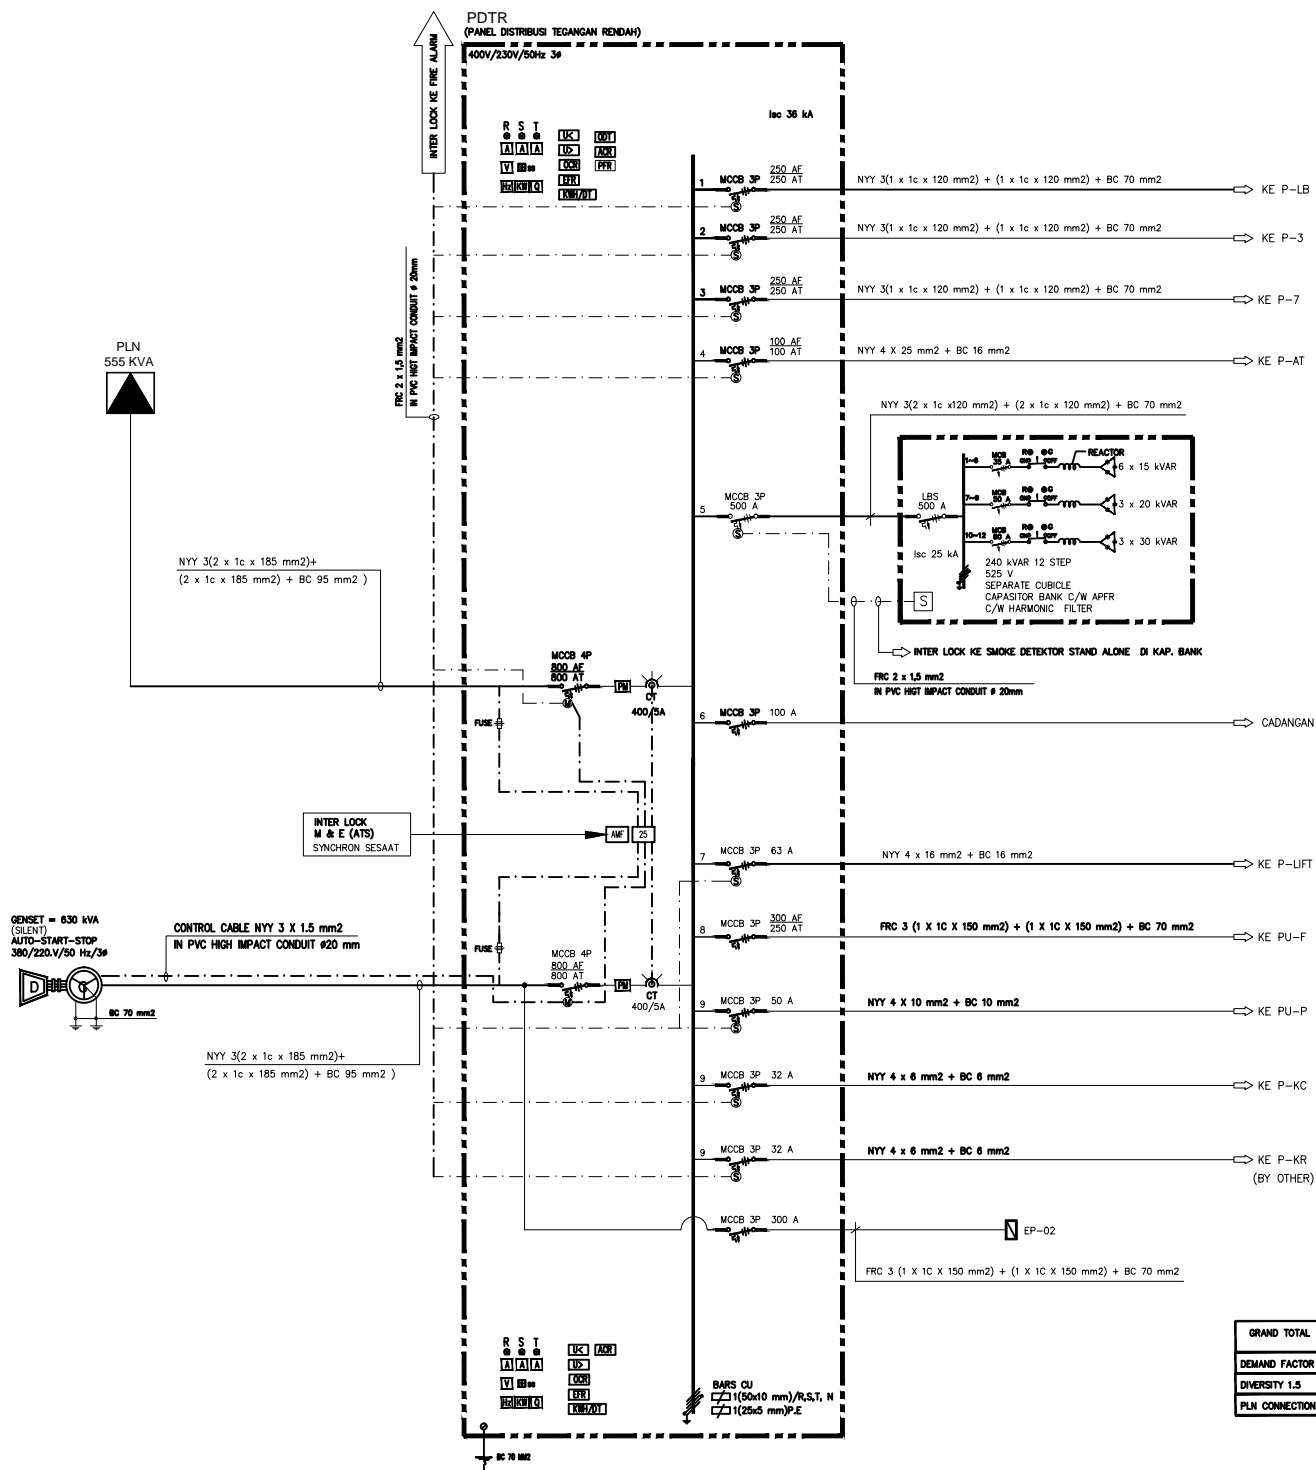 PDTR
(PANEL DISTRIBUSI TEGANGAN RENDAH)
400V/230V/50Hz 3ø
INTER LOCK KE FIRE ALARM
Isc 36 kA
R S T
A A A
V
Hz KW Q
U<
U>
OCR
EFR
KWH/DT
ODT
ACR
PFR
FRC 2 x 1,5 mm2
IN PVC HIGT IMPACT CONDUIT ø 20mm
1 MCCB 3P 250 AF
250 AT
NYY 3(1 x 1c x 120 mm2) + (1 x 1c x 120 mm2) + BC 70 mm2
KE P-LB
S
2 MCCB 3P 250 AF
250 AT
NYY 3(1 x 1c x 120 mm2) + (1 x 1c x 120 mm2) + BC 70 mm2
KE P-3
S
3 MCCB 3P 250 AF
250 AT
NYY 3(1 x 1c x 120 mm2) + (1 x 1c x 120 mm2) + BC 70 mm2
KE P-7
S
4 MCCB 3P 100 AF
100 AT
NYY 4 X 25 mm2 + BC 16 mm2
KE P-AT
S
PLN
555 KVA
NYY 3(2 x 1c x120 mm2) + (2 x 1c x 120 mm2) + BC 70 mm2
5
MCCB 3P
500 A
S
LBS
500 A
Isc 25 kA
1~6 MCB
35 A
R G
REACTOR
6 x 15 kVAR
7~9 MCB
50 A
R G
3 x 20 kVAR
10~12 MCB
80 A
R G
3 x 30 kVAR
240 kVAR 12 STEP
525 V
SEPARATE CUBICLE
CAPASITOR BANK C/W APFR
C/W HARMONIC FILTER
S
INTER LOCK KE SMOKE DETEKTOR STAND ALONE DI KAP. BANK
FRC 2 x 1,5 mm2
IN PVC HIGT IMPACT CONDUIT ø 20mm
NYY 3(2 x 1c x 185 mm2)+
(2 x 1c x 185 mm2) + BC 95 mm2 )
MCCB 4P
800 AF
800 AT
M
PM
CT
400/5A
FUSE
6 MCCB 3P 100 A
CADANGAN
INTER LOCK
M & E (ATS)
SYNCHRON SESAAT
AMF
25
7 MCCB 3P 63 A
NYY 4 x 16 mm2 + BC 16 mm2
KE P-LIFT
S
8 MCCB 3P 300 AF
250 AT
FRC 3 (1 X 1C X 150 mm2) + (1 X 1C X 150 mm2) + BC 70 mm2
KE PU-F
GENSET = 630 kVA
(SILENT)
AUTO-START-STOP
380/220.V/50 Hz/3ø
D
G
BC 70 mm2
CONTROL CABLE NYY 3 X 1.5 mm2
IN PVC HIGH IMPACT CONDUIT ø20 mm
FUSE
MCCB 4P
800 AF
800 AT
M
PM
CT
400/5A
NYY 3(2 x 1c x 185 mm2)+
(2 x 1c x 185 mm2) + BC 95 mm2 )
9 MCCB 3P 50 A
NYY 4 X 10 mm2 + BC 10 mm2
KE PU-P
S
9 MCCB 3P 32 A
NYY 4 x 6 mm2 + BC 6 mm2
KE P-KC
S
9 MCCB 3P 32 A
NYY 4 x 6 mm2 + BC 6 mm2
KE P-KR
(BY OTHER)
S
MCCB 3P 300 A
EP-02
FRC 3 (1 X 1C X 150 mm2) + (1 X 1C X 150 mm2) + BC 70 mm2
R S T
A A A
V
Hz KW Q
U<
U>
OCR
EFR
KWH/DT
ACR
BARS CU
1(50x10 mm)/R,S,T, N
1(25x5 mm)P.E
BC 70 MM2
GRAND TOTAL
DEMAND FACTOR
DIVERSITY 1.5
PLN CONNECTION